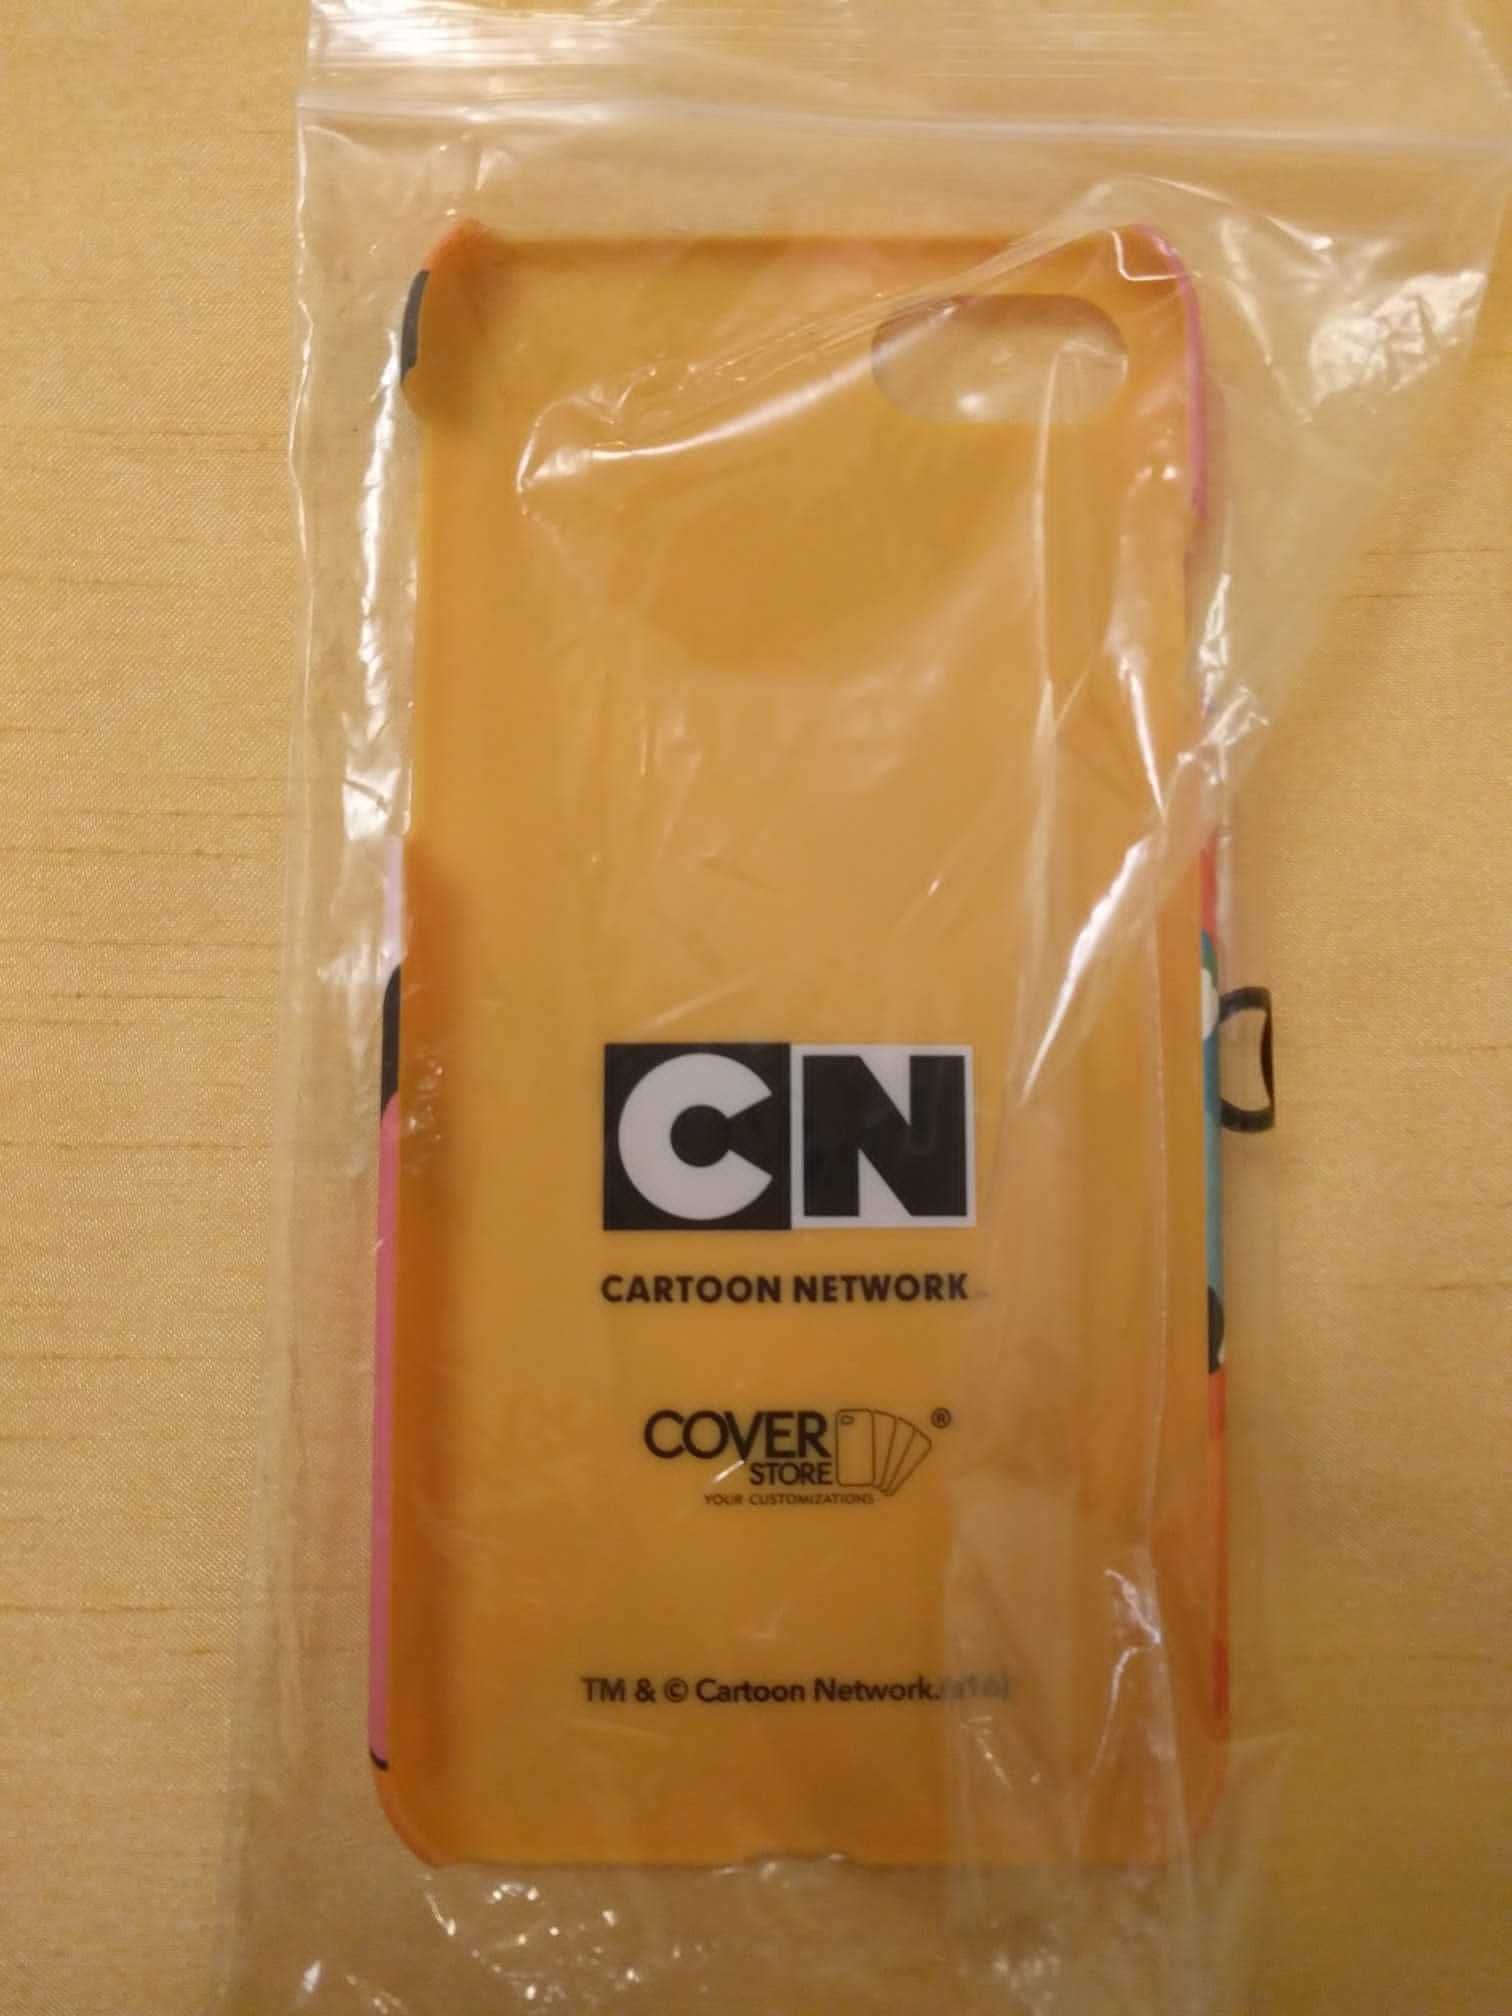 CN
CARTOON NETWORK
COVER ®
STORE
YOUR CUSTOMIZATIONS
TM & © Cartoon Network.